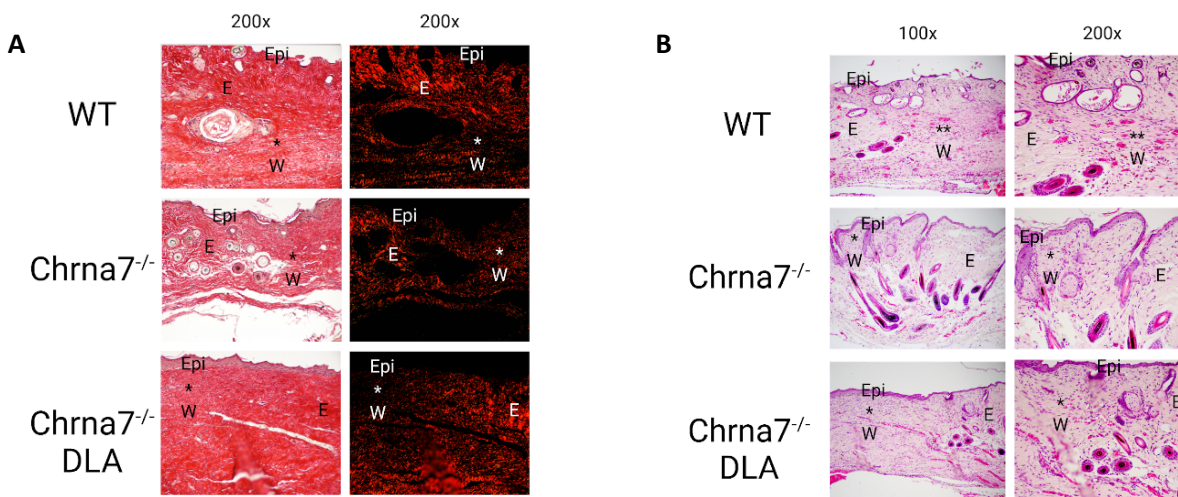 A
200x
200x
WT
Epi
E
*
W
Epi
E
*
W
Chrna7-/-
Epi
E
*
W
Epi
E
*
W
Chrna7-/-
DLA
Epi
*
W
E
Epi
*
W
E
B
100x
200x
WT
Epi
E
**
W
Epi
E
**
W
Chrna7-/-
Epi
*
W
E
Epi
*
W
E
Chrna7-/-
DLA
Epi
*
W
E
Epi
*
W
E